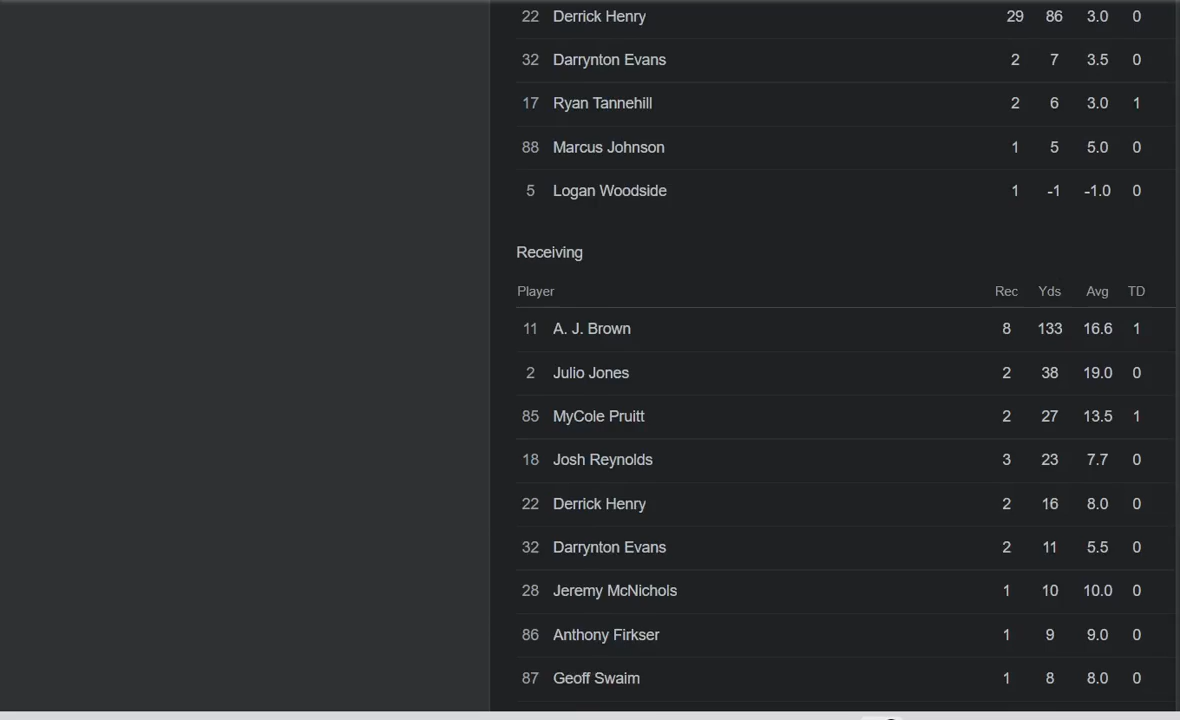 22 Derrick Henry 29 86 3.0 0
32 Darrynton Evans 2 7 3.5 0
17 Ryan Tannehill 2 6 3.0 1
88 Marcus Johnson 1 5 5.0 0
5 Logan Woodside 1 -1 -1.0 0
Receiving
Player Rec Yds Avg TD
11 A. J. Brown 8 133 16.6 1
2 Julio Jones 2 38 19.0 0
85 MyCole Pruitt 2 27 13.5 1
18 Josh Reynolds 3 23 7.7 0
22 Derrick Henry 2 16 8.0 0
32 Darrynton Evans 2 11 5.5 0
28 Jeremy McNichols 1 10 10.0 0
86 Anthony Firkser 1 9 9.0 0
87 Geoff Swaim 1 8 8.0 0